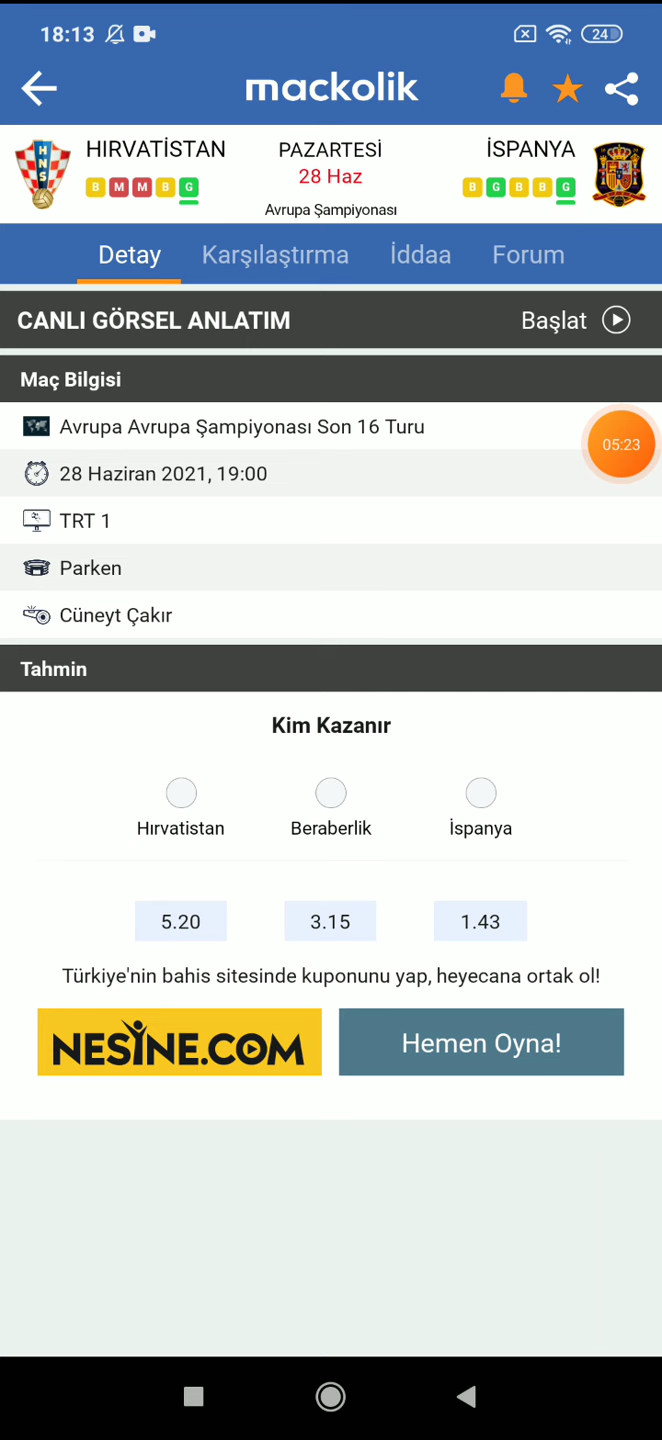 18:13 24
mackolik
HIRVATİSTAN PAZARTESİ İSPANYA
B M M B G 28 Haz B G B B G
Avrupa Şampiyonası
Detay Karşılaştırma İddaa Forum
CANLI GÖRSEL ANLATIM Başlat
Maç Bilgisi
Avrupa Avrupa Şampiyonası Son 16 Turu
05:23
28 Haziran 2021, 19:00
TRT 1
Parken
Cüneyt Çakır
Tahmin
Kim Kazanır
Hırvatistan Beraberlik İspanya
5.20 3.15 1.43
Türkiye'nin bahis sitesinde kuponunu yap, heyecana ortak ol!
NESİNE.COM Hemen Oyna!